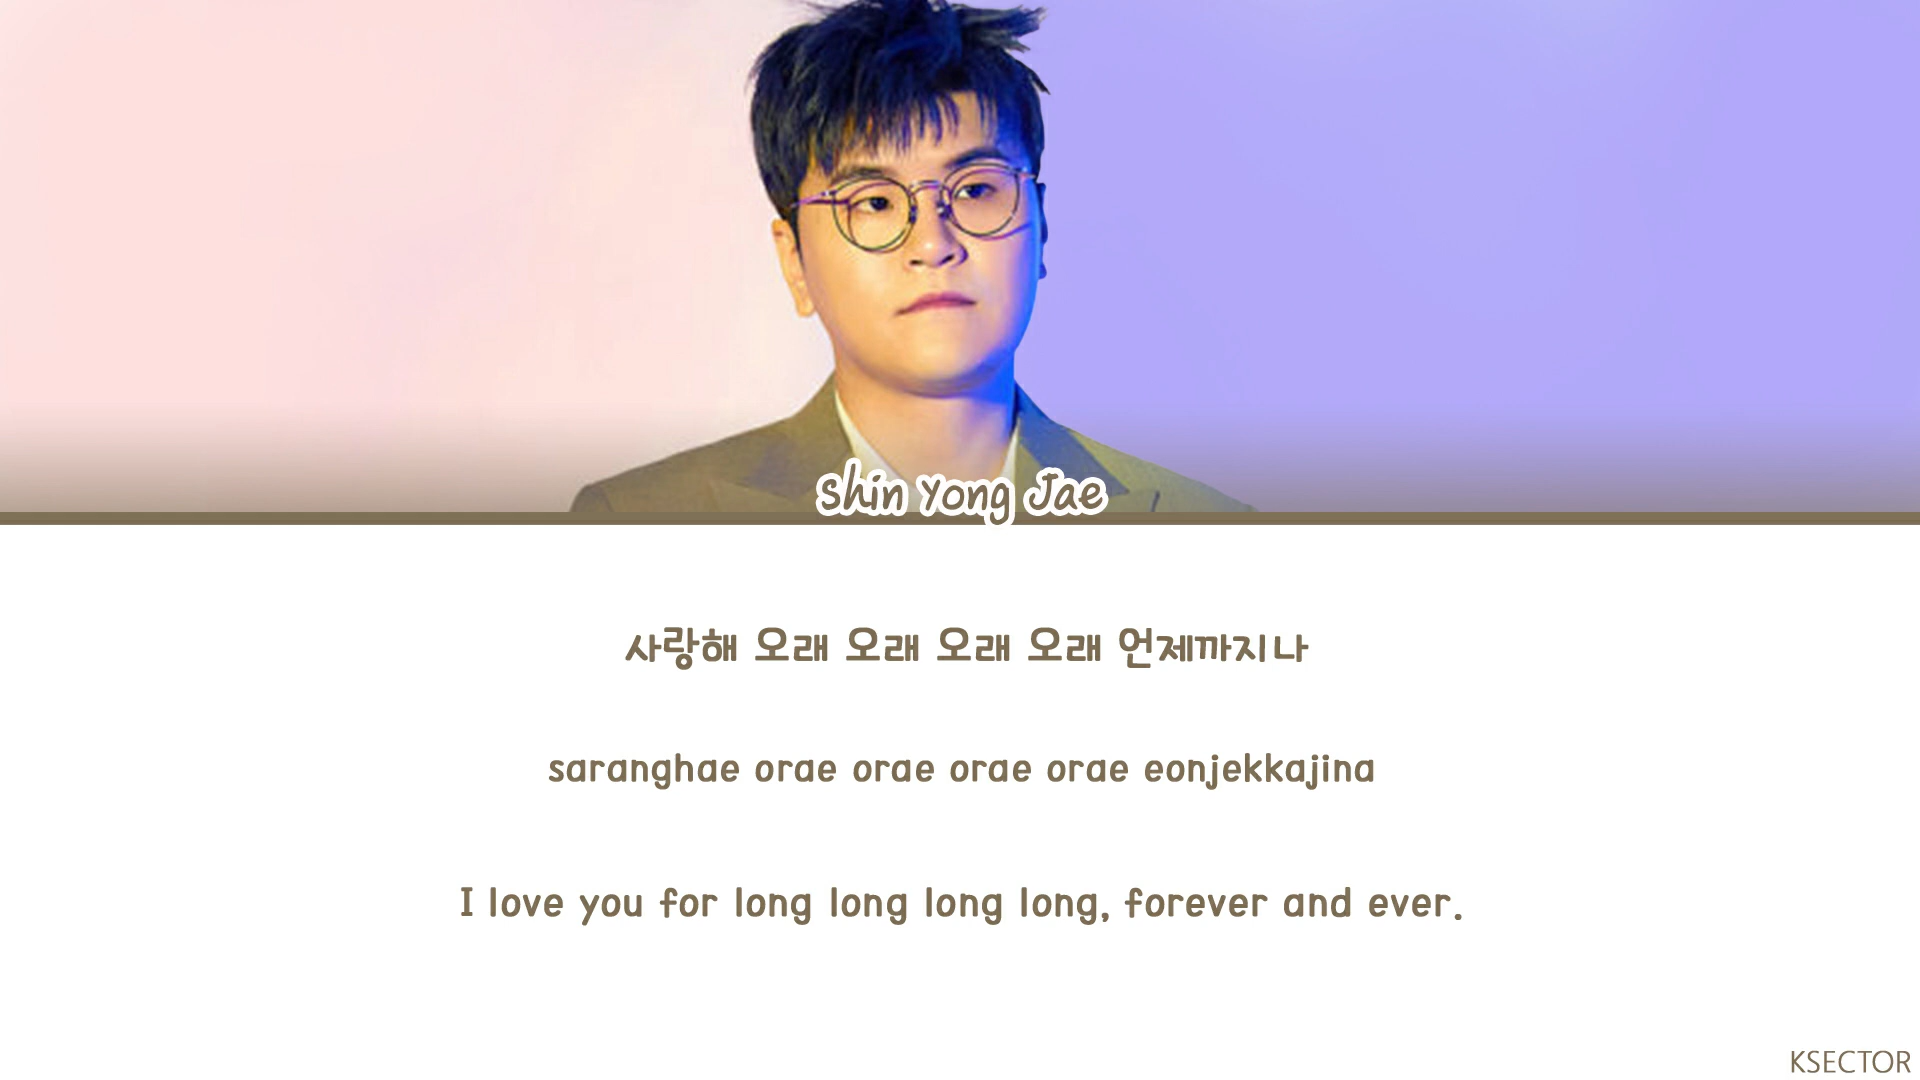 Shin Yong Jae
사랑해 오래 오래 오래 오래 언제까지나
saranghae orae orae orae orae eonjekkajina
I love you for long long long long, forever and ever.
KSECTOR